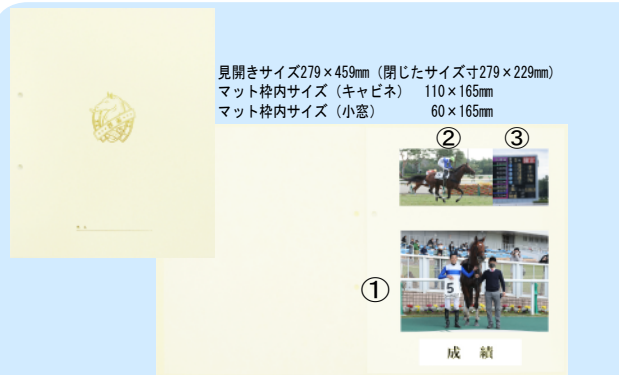 見開きサイズ279×459㎜（閉じたサイズ寸279×229㎜）
マット枠内サイズ（キャビネ）　110×165㎜
マット枠内サイズ（小窓）　　　60×165㎜
②
③
①
5
成　績